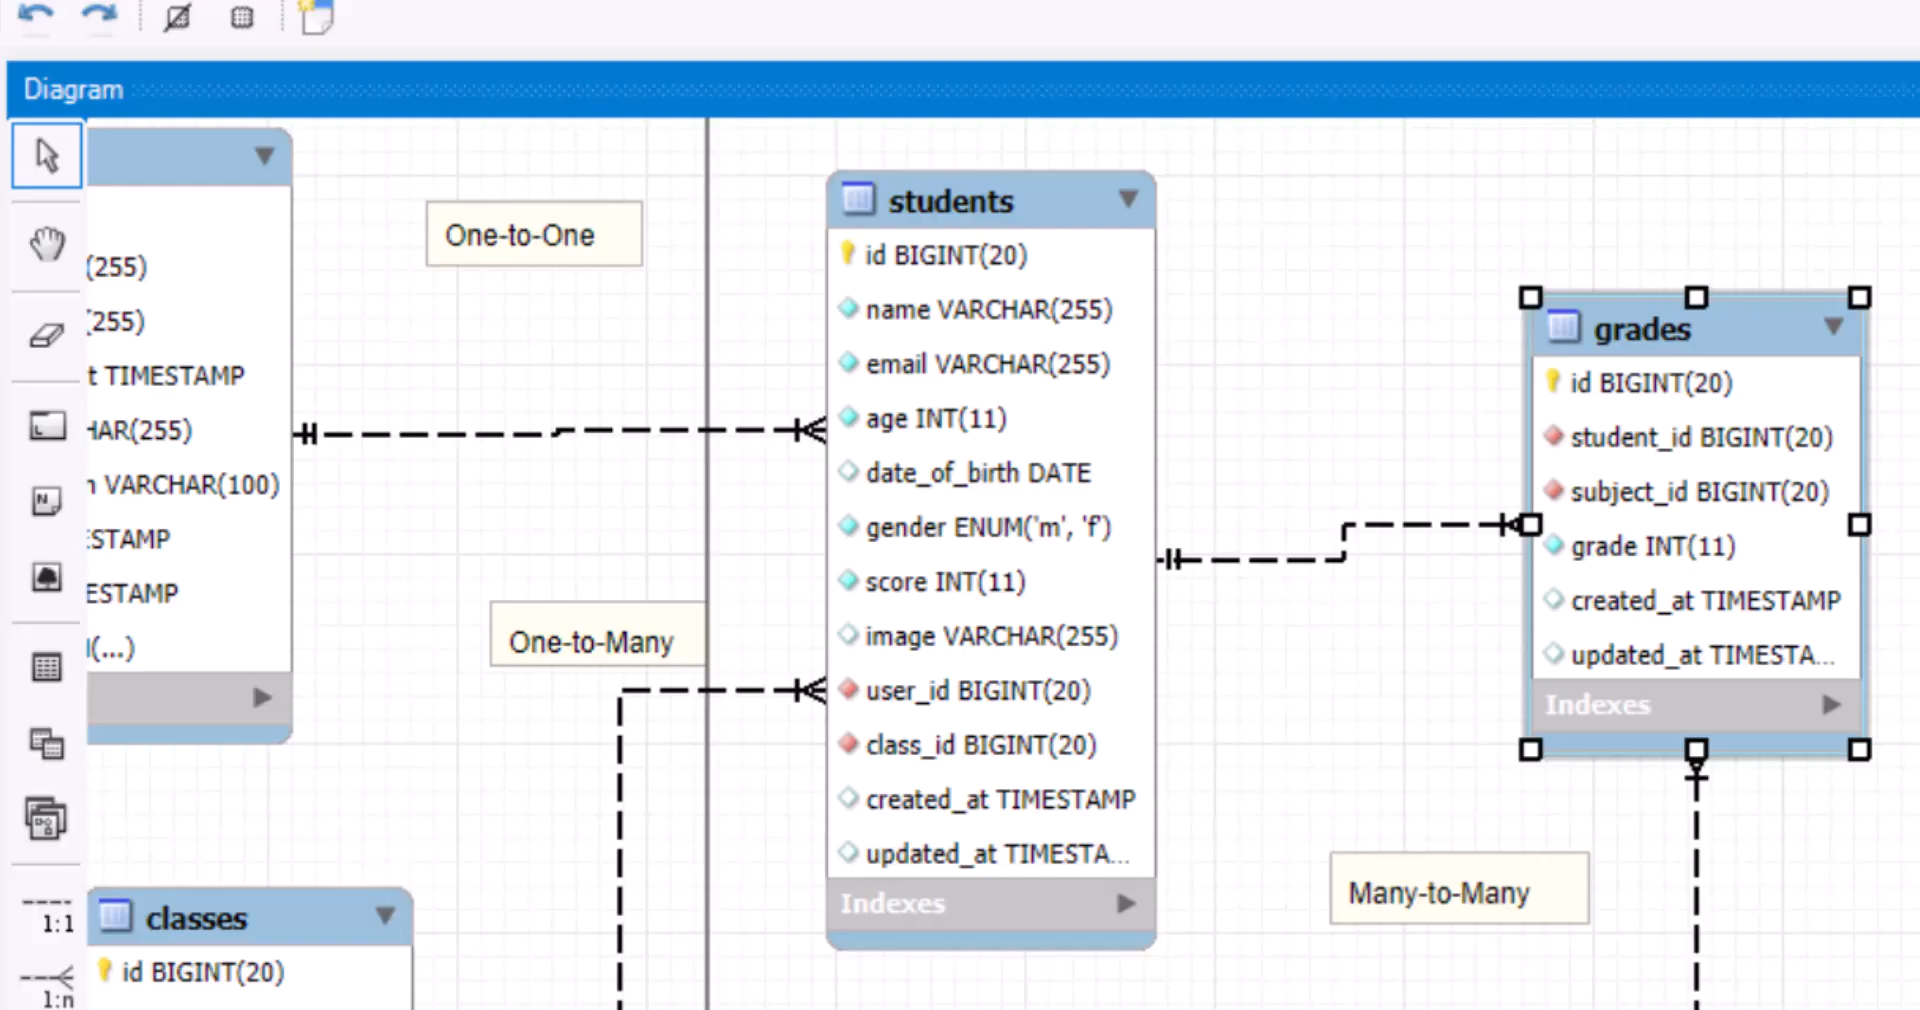 Diagram
(255)
(255)
t TIMESTAMP
HAR(255)
VARCHAR(100)
STAMP
ESTAMP
(...)
One-to-One
One-to-Many
students
id BIGINT(20)
name VARCHAR(255)
email VARCHAR(255)
age INT(11)
date_of_birth DATE
gender ENUM('m', 'f')
score INT(11)
image VARCHAR(255)
user_id BIGINT(20)
class_id BIGINT(20)
created_at TIMESTAMP
updated_at TIMESTA...
Indexes
grades
id BIGINT(20)
student_id BIGINT(20)
subject_id BIGINT(20)
grade INT(11)
created_at TIMESTAMP
updated_at TIMESTA...
Indexes
Many-to-Many
classes
id BIGINT(20)
1:1
1:n